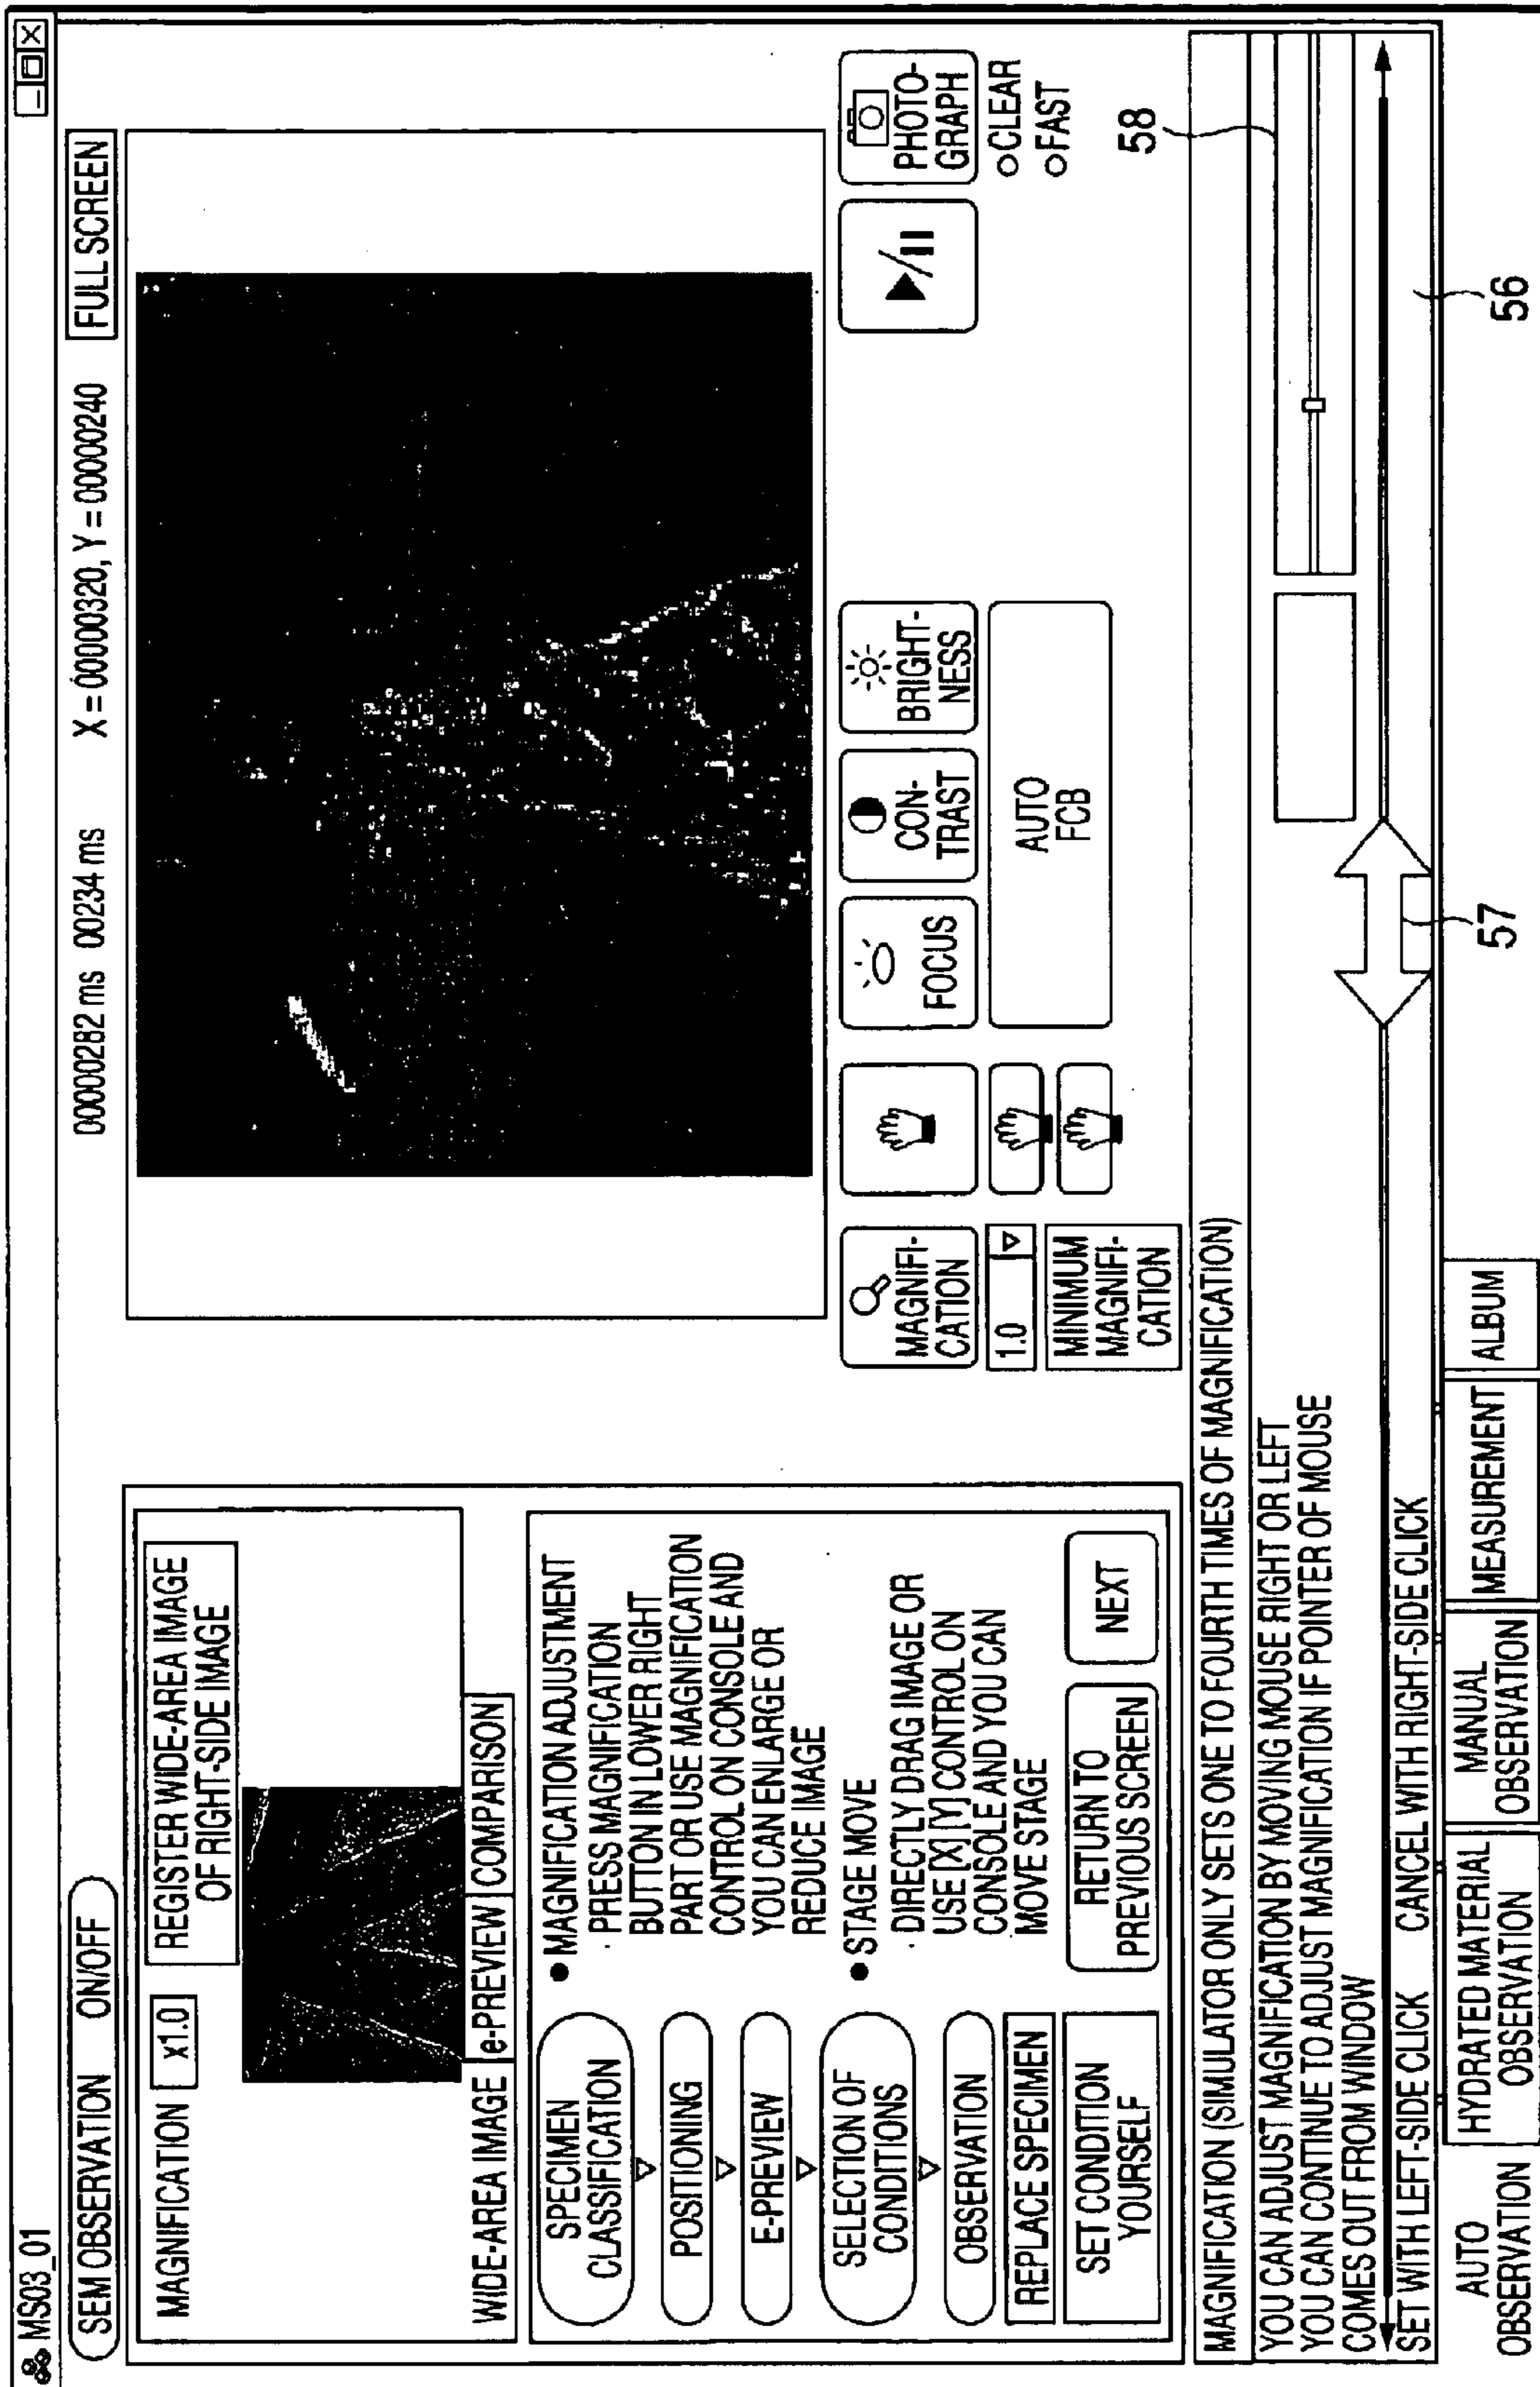 MS03_01
SEM OBSERVATION ON/OFF
0000282 ms 00234 ms X = 00000320, Y = 00000240
FULL SCREEN
MAGNIFICATION x1.0
REGISTER WIDE-AREA IMAGE
OF RIGHT-SIDE IMAGE
WIDE-AREA IMAGE
e-PREVIEW
COMPARISON
SPECIMEN
CLASSIFICATION
POSITIONING
E-PREVIEW
SELECTION OF
CONDITIONS
OBSERVATION
REPLACE SPECIMEN
SET CONDITION
YOURSELF
● MAGNIFICATION ADJUSTMENT
PRESS MAGNIFICATION
BUTTON IN LOWER RIGHT
PART OR USE MAGNIFICATION
CONTROL ON CONSOLE AND
YOU CAN ENLARGE OR
REDUCE IMAGE
● STAGE MOVE
DIRECTLY DRAG IMAGE OR
USE [X] [Y] CONTROL ON
CONSOLE AND YOU CAN
MOVE STAGE
RETURN TO
PREVIOUS SCREEN
NEXT
MAGNIFI-
CATION
1.0
MINIMUM
MAGNIFI-
CATION
FOCUS
CON-
TRAST
BRIGHT-
NESS
AUTO
FCB
PHOTO-
GRAPH
CLEAR
FAST
58
MAGNIFICATION (SIMULATOR ONLY SETS ONE TO FOURTH TIMES OF MAGNIFICATION)
YOU CAN ADJUST MAGNIFICATION BY MOVING MOUSE RIGHT OR LEFT
YOU CAN CONTINUE TO ADJUST MAGNIFICATION IF POINTER OF MOUSE
COMES OUT FROM WINDOW
SET WITH LEFT-SIDE CLICK CANCEL WITH RIGHT-SIDE CLICK
AUTO
OBSERVATION
HYDRATED MATERIAL
OBSERVATION
MANUAL
OBSERVATION
MEASUREMENT
ALBUM
57
56